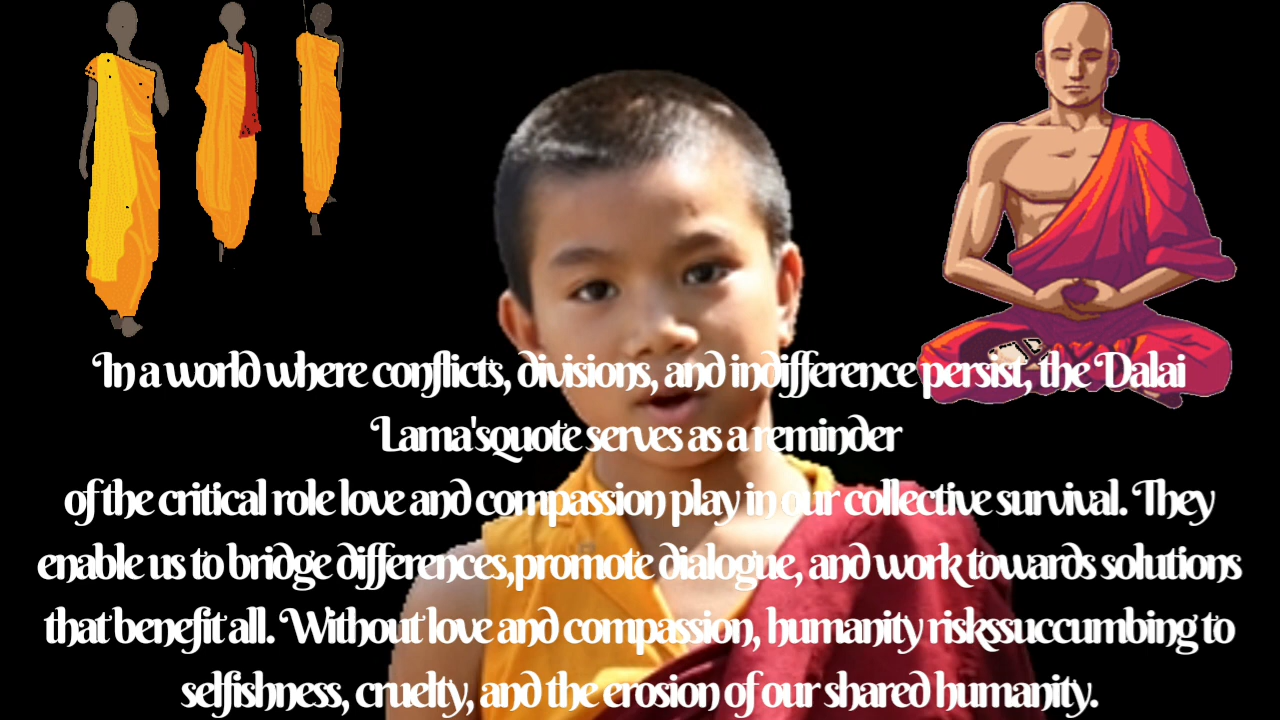 In a world where conflicts, divisions, and indifference persist, the Dalai
Lama'squote serves as a reminder
of the critical role love and compassion play in our collective survival. They
enable us to bridge differences,promote dialogue, and work towards solutions
that benefit all. Without love and compassion, humanity riskssuccumbing to
selfishness, cruelty, and the erosion of our shared humanity.